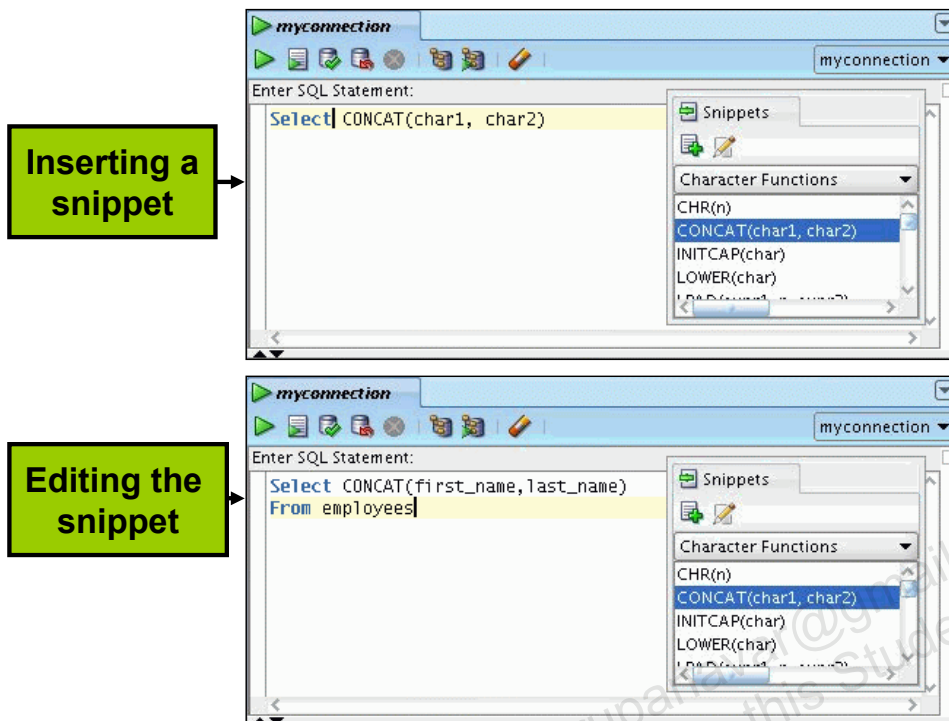 Inserting a
snippet
myconnection
myconnection
Enter SQL Statement:
Select CONCAT(char1, char2)
Snippets
Character Functions
CHR(n)
CONCAT(char1, char2)
INITCAP(char)
LOWER(char)
Editing the
snippet
myconnection
myconnection
Enter SQL Statement:
Select CONCAT(first_name,last_name)
From employees
Snippets
Character Functions
CHR(n)
CONCAT(char1, char2)
INITCAP(char)
LOWER(char)
this